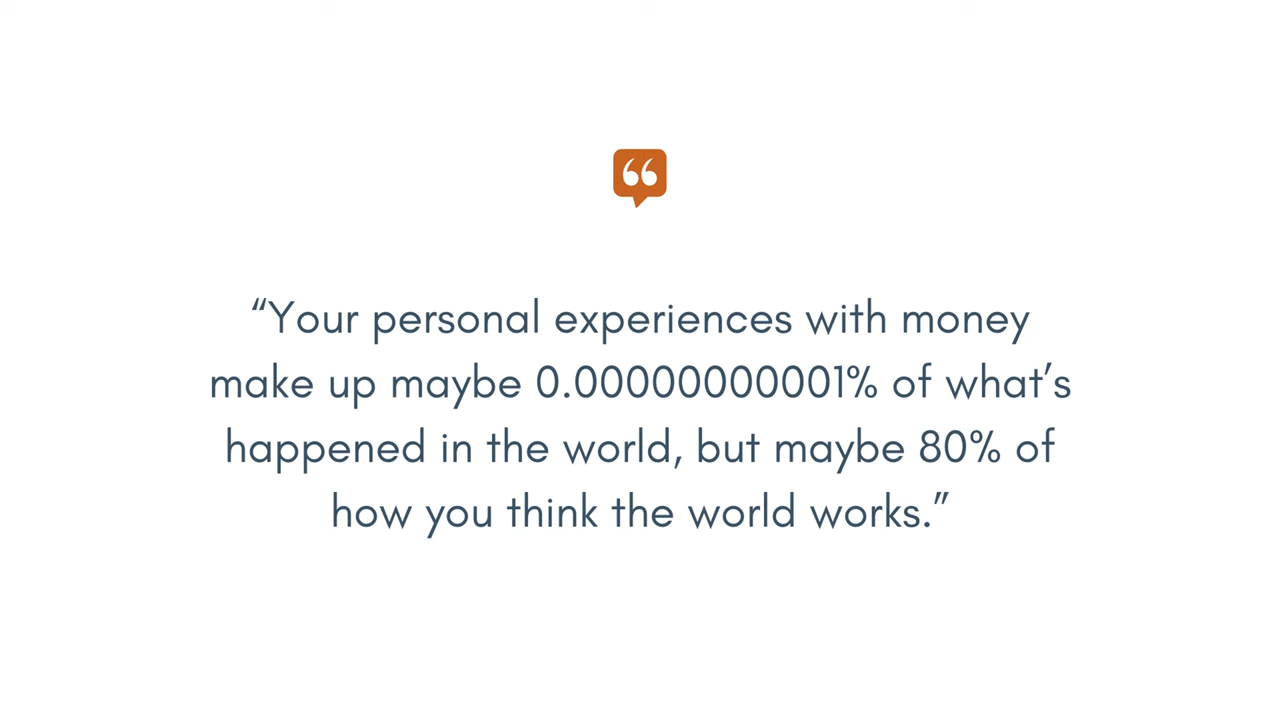 “
“Your personal experiences with money
make up maybe 0.00000000001% of what’s
happened in the world, but maybe 80% of
how you think the world works.”